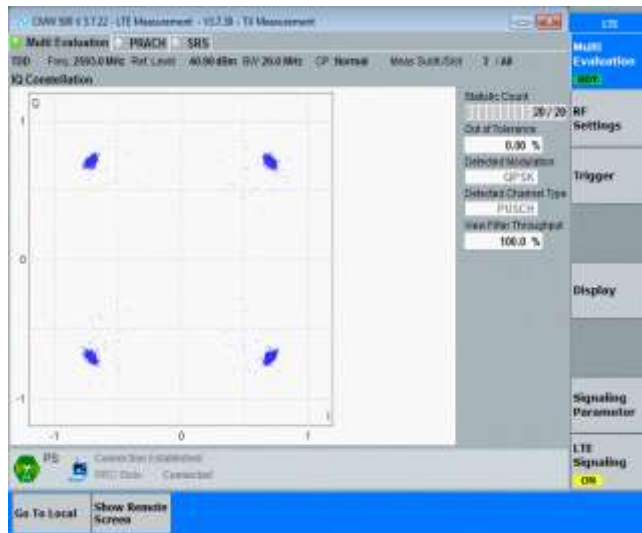 CMW 500 V 3.7.22 - LTE Measurement - V3.7.30 - TX Measurement
LTE
Multi Evaluation PRACH SRS
Multi Evaluation
RDY
TDD Freq: 2593.0 MHz Ref. Level: 40.00 dBm BW: 20.0 MHz CP: Normal Meas Subfr./Slot 2 / All
IQ Constellation
Q
Statistic Count
20 / 20
RF Settings
1
Out of Tolerance
0.00 %
Detected Modulation
QPSK
Trigger
Detected Channel Type
PUSCH
View Filter Throughput
100.0 %
0
Display
Signaling Parameter
-1
I
-1 0 1
PS
Connection Established
LTE Signaling
ON
RRC State Connected
Go To Local
Show Remote Screen